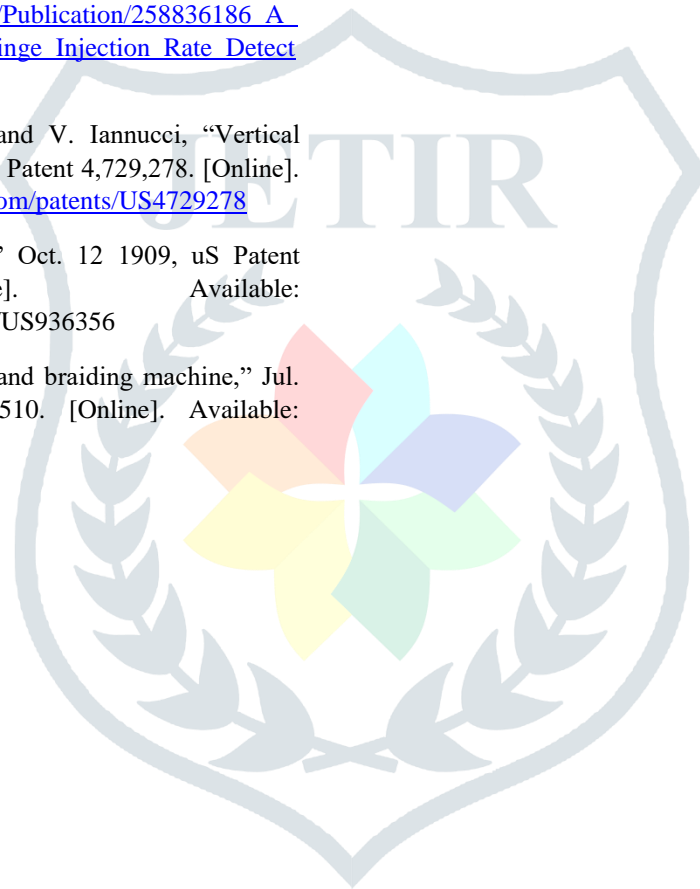 /Publication/258836186_A_
inge_Injection_Rate_Detect
and V. Iannucci, “Vertical
Patent 4,729,278. [Online].
om/patents/US4729278
” Oct. 12 1909, uS Patent
e]. Available:
/US936356
and braiding machine,” Jul.
510. [Online]. Available:
JETIR